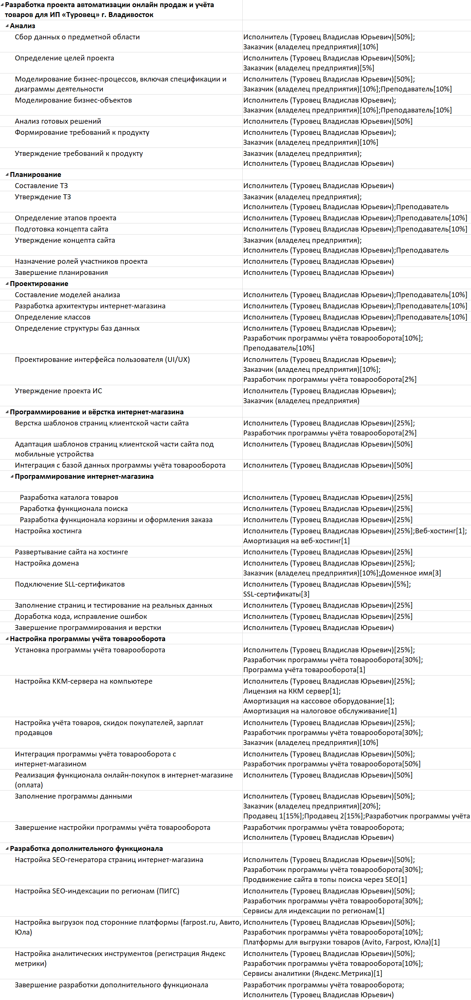 Разработка проекта автоматизации онлайн продаж и учёта
товаров для ИП «Туровец» г. Владивосток
Анализ
Сбор данных о предметной области
Исполнитель (Туровец Владислав Юрьевич)[50%];
Заказчик (владелец предприятия)[10%]
Определение целей проекта
Исполнитель (Туровец Владислав Юрьевич)[50%];
Заказчик (владелец предприятия)[5%]
Моделирование бизнес-процессов, включая спецификации и
диаграммы деятельности
Исполнитель (Туровец Владислав Юрьевич)[50%];
Заказчик (владелец предприятия)[10%];Преподаватель[10%]
Моделирование бизнес-объектов
Исполнитель (Туровец Владислав Юрьевич);
Заказчик (владелец предприятия)[10%];Преподаватель[10%]
Анализ готовых решений
Исполнитель (Туровец Владислав Юрьевич)[50%]
Формирование требований к продукту
Исполнитель (Туровец Владислав Юрьевич);
Заказчик (владелец предприятия)[10%]
Утверждение требований к продукту
Заказчик (владелец предприятия);
Исполнитель (Туровец Владислав Юрьевич)
Планирование
Составление ТЗ
Исполнитель (Туровец Владислав Юрьевич)
Утверждение ТЗ
Заказчик (владелец предприятия);
Исполнитель (Туровец Владислав Юрьевич);Преподаватель
Определение этапов проекта
Исполнитель (Туровец Владислав Юрьевич);Преподаватель[10%]
Подготовка концепта сайта
Исполнитель (Туровец Владислав Юрьевич);Преподаватель[10%]
Утверждение концепта сайта
Заказчик (владелец предприятия);
Исполнитель (Туровец Владислав Юрьевич);Преподаватель
Назначение ролей участников проекта
Исполнитель (Туровец Владислав Юрьевич)
Завершение планирования
Исполнитель (Туровец Владислав Юрьевич)
Проектирование
Составление моделей анализа
Исполнитель (Туровец Владислав Юрьевич);Преподаватель[10%]
Разработка архитектуры интернет-магазина
Исполнитель (Туровец Владислав Юрьевич);Преподаватель[10%]
Определение классов
Исполнитель (Туровец Владислав Юрьевич);Преподаватель[10%]
Определение структуры баз данных
Исполнитель (Туровец Владислав Юрьевич);
Разработчик программы учёта товарооборота[10%];
Преподаватель[10%]
Проектирование интерфейса пользователя (UI/UX)
Исполнитель (Туровец Владислав Юрьевич);
Заказчик (владелец предприятия)[10%];
Разработчик программы учёта товарооборота[2%]
Утверждение проекта ИС
Исполнитель (Туровец Владислав Юрьевич);
Заказчик (владелец предприятия)
Программирование и вёрстка интернет-магазина
Верстка шаблонов страниц клиентской части сайта
Исполнитель (Туровец Владислав Юрьевич)[25%];
Разработчик программы учёта товарооборота[2%]
Адаптация шаблонов страниц клиентской части сайта под
мобильные устройства
Исполнитель (Туровец Владислав Юрьевич)[50%]
Интеграция с базой данных программы учёта товарооборота
Исполнитель (Туровец Владислав Юрьевич)[50%]
Программирование интернет-магазина
Разработка каталога товаров
Исполнитель (Туровец Владислав Юрьевич)[25%]
Раработка функционала поиска
Исполнитель (Туровец Владислав Юрьевич)[25%]
Разработка функционала корзины и оформления заказа
Исполнитель (Туровец Владислав Юрьевич)[25%]
Настройка хостинга
Исполнитель (Туровец Владислав Юрьевич)[25%];Веб-хостинг[1];
Амортизация на веб-хостинг[1]
Развертывание сайта на хостинге
Исполнитель (Туровец Владислав Юрьевич)[25%]
Настройка домена
Исполнитель (Туровец Владислав Юрьевич)[25%];
Заказчик (владелец предприятия)[10%];Доменное имя[3]
Подключение SLL-сертификатов
Исполнитель (Туровец Владислав Юрьевич)[5%];
SSL-сертификаты[3]
Заполнение страниц и тестирование на реальных данных
Исполнитель (Туровец Владислав Юрьевич)[25%]
Доработка кода, исправление ошибок
Исполнитель (Туровец Владислав Юрьевич)[25%]
Завершение программирования и верстки
Исполнитель (Туровец Владислав Юрьевич)
Настройка программы учёта товарооборота
Установка программы учёта товарооборота
Исполнитель (Туровец Владислав Юрьевич)[25%];
Разработчик программы учёта товарооборота[30%];
Программа учёта товарооборота[1]
Настройка ККМ-сервера на компьютере
Исполнитель (Туровец Владислав Юрьевич)[25%];
Лицензия на ККМ сервер[1];
Амортизация на кассовое оборудование[1];
Амортизация на налоговое обслуживание[1]
Настройка учёта товаров, скидок покупателей, зарплат
продавцов
Исполнитель (Туровец Владислав Юрьевич)[25%];
Разработчик программы учёта товарооборота[30%];
Заказчик (владелец предприятия)[10%]
Интеграция программы учёта товарооборота с
интернет-магазином
Исполнитель (Туровец Владислав Юрьевич)[50%];
Разработчик программы учёта товарооборота[50%]
Реализация функционала онлайн-покупок в интернет-магазине
(оплата)
Исполнитель (Туровец Владислав Юрьевич)[50%]
Заполнение программы данными
Исполнитель (Туровец Владислав Юрьевич)[50%];
Заказчик (владелец предприятия)[20%];
Продавец 1[15%];Продавец 2[15%];Разработчик программы учёта
Завершение настройки программы учёта товарооборота
Разработчик программы учёта товарооборота;
Исполнитель (Туровец Владислав Юрьевич)
Разработка дополнительного функционала
Настройка SEO-генератора страниц интернет-магазина
Исполнитель (Туровец Владислав Юрьевич)[50%];
Разработчик программы учёта товарооборота[30%];
Продвижение сайта в топы поиска через SEO[1]
Настройка SEO-индексации по регионам (ПИГС)
Исполнитель (Туровец Владислав Юрьевич)[50%];
Разработчик программы учёта товарооборота[30%];
Сервисы для индексации по регионам[1]
Настройка выгрузок под сторонние платформы (farpost.ru, Авито,
Юла)
Исполнитель (Туровец Владислав Юрьевич)[50%];
Разработчик программы учёта товарооборота[10%];
Платформы для выгрузки товаров (Avito, Farpost, Юла)[1]
Настройка аналитических инструментов (регистрация Яндекс
метрики)
Исполнитель (Туровец Владислав Юрьевич)[50%];
Разработчик программы учёта товарооборота[10%];
Сервисы аналитики (Яндекс.Метрика)[1]
Завершение разработки дополнительного функционала
Разработчик программы учёта товарооборота;
Исполнитель (Туровец Владислав Юрьевич)